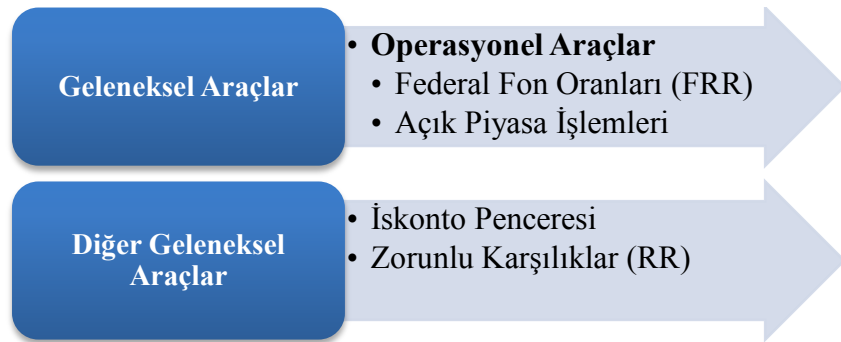 Geleneksel Araçlar
• Operasyonel Araçlar
• Federal Fon Oranları (FRR)
• Açık Piyasa İşlemleri
Diğer Geleneksel
Araçlar
• İskonto Penceresi
• Zorunlu Karşılıklar (RR)